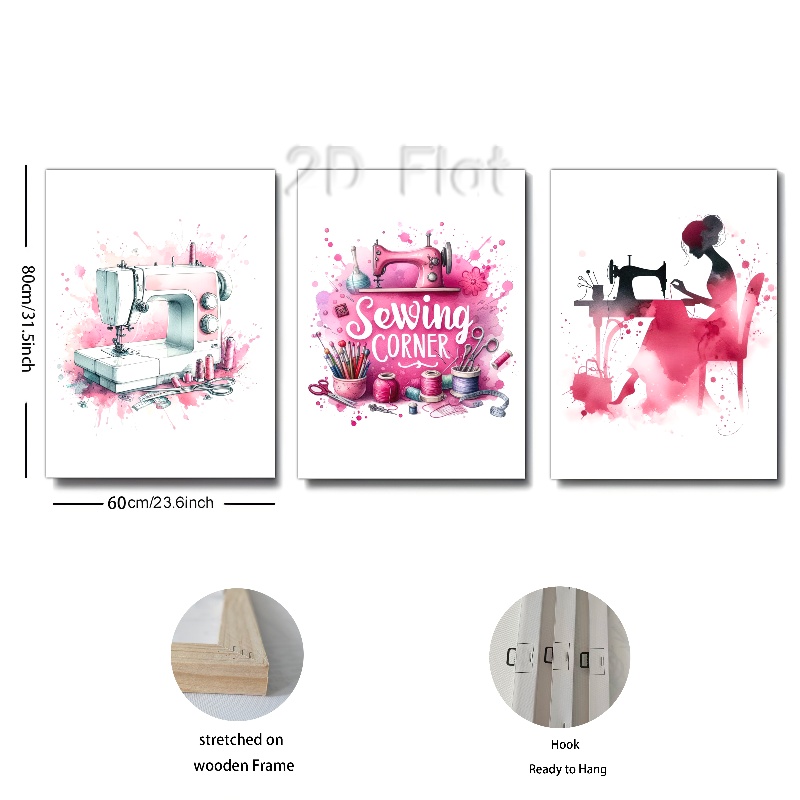 2D Flat
80cm/31.5inch
Sewing
CORNER
60cm/23.6inch
stretched on
wooden Frame
Hook
Ready to Hang